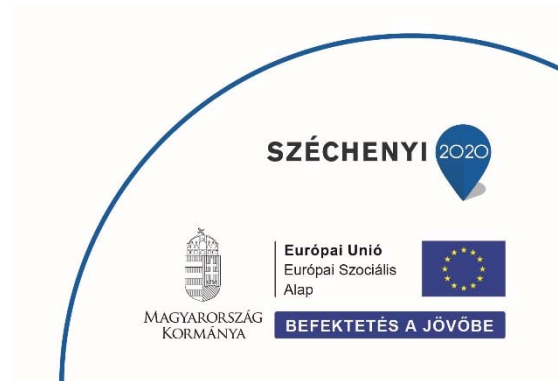 SZÉCHENYI 2020
Európai Unió
Európai Szociális
Alap
MAGYARORSZÁG
KORMÁNYA
BEFEKTETÉS A JÖVŐBE